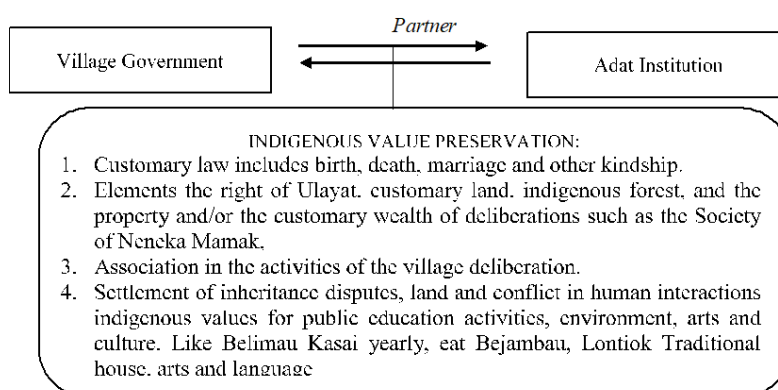 Partner
Village Government
Adat Institution
INDIGENOUS VALUE PRESERVATION:
1. Customary law includes birth, death, marriage and other kindship.
2. Elements the right of Ulayat. customary land. indigenous forest, and the
property and/or the customary wealth of deliberations such as the Society
of Neneka Mamak,
3. Association in the activities of the village deliberation.
4. Settlement of inheritance disputes, land and conflict in human interactions
indigenous values for public education activities, environment, arts and
culture. Like Belimau Kasai yearly, eat Bejambau, Lontiok Traditional
house. arts and language